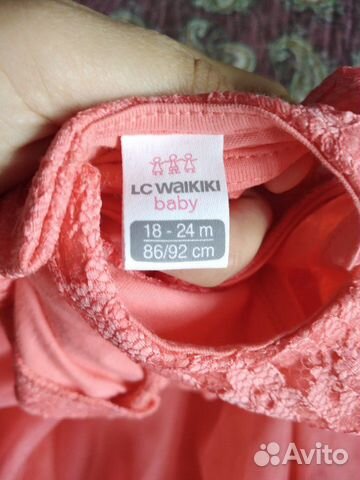 LC WAIKIKI
baby
18 - 24 m
86/92 cm
Avito